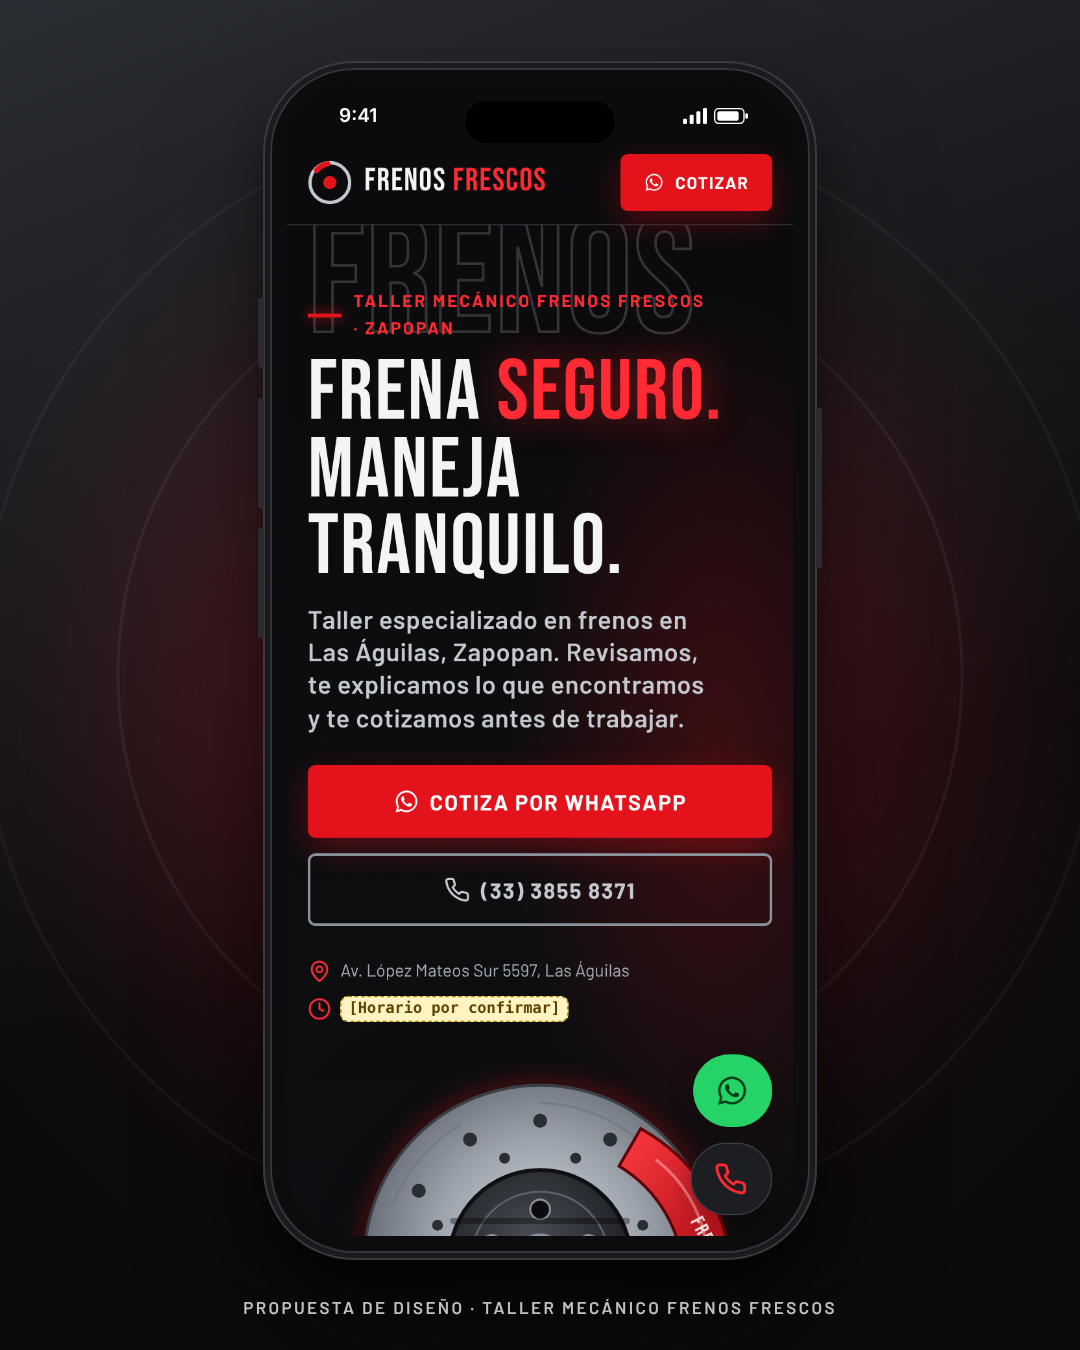 9:41
FRENOS FRESCOS
COTIZAR
FRENOS
TALLER MECÁNICO FRENOS FRESCOS
· ZAPOPAN
FRENA SEGURO.
MANEJA
TRANQUILO.
Taller especializado en frenos en
Las Águilas, Zapopan. Revisamos,
te explicamos lo que encontramos
y te cotizamos antes de trabajar.
COTIZA POR WHATSAPP
(33) 3855 8371
Av. López Mateos Sur 5597, Las Águilas
[Horario por confirmar]
PROPUESTA DE DISEÑO · TALLER MECÁNICO FRENOS FRESCOS